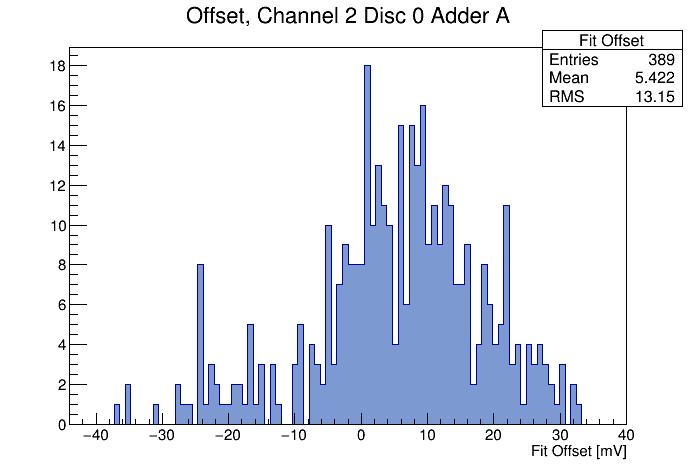 Offset, Channel 2 Disc 0 Adder A
Fit Offset
Entries 389
Mean 5.422
RMS 13.15
18
16
14
12
10
8
6
4
2
0
−40 −30 −20 −10 0 10 20 30 40
Fit Offset [mV]